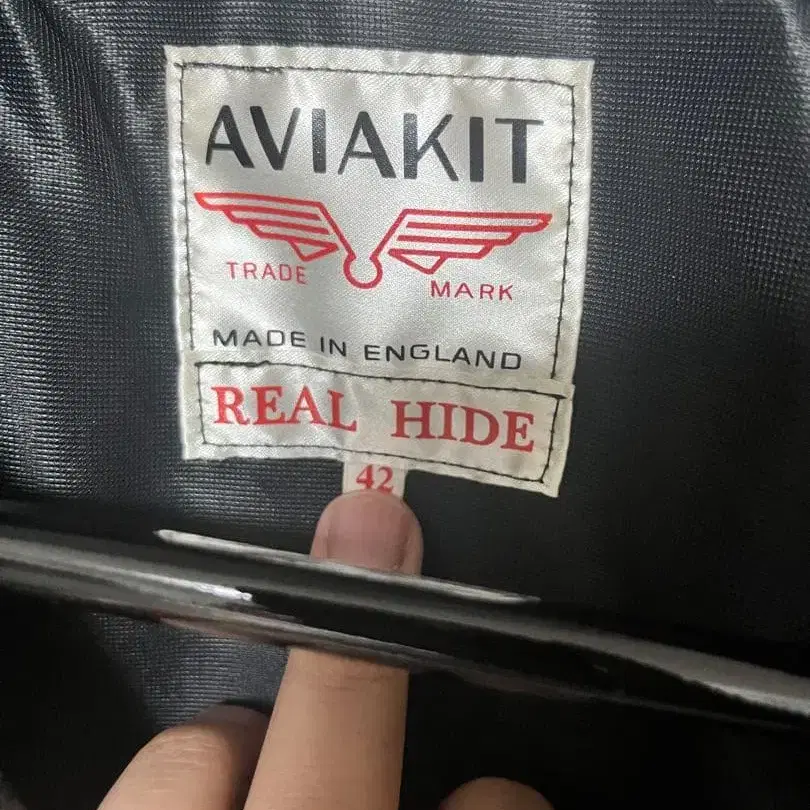 AVIAKIT
TRADE MARK
MADE IN ENGLAND
REAL HIDE
42